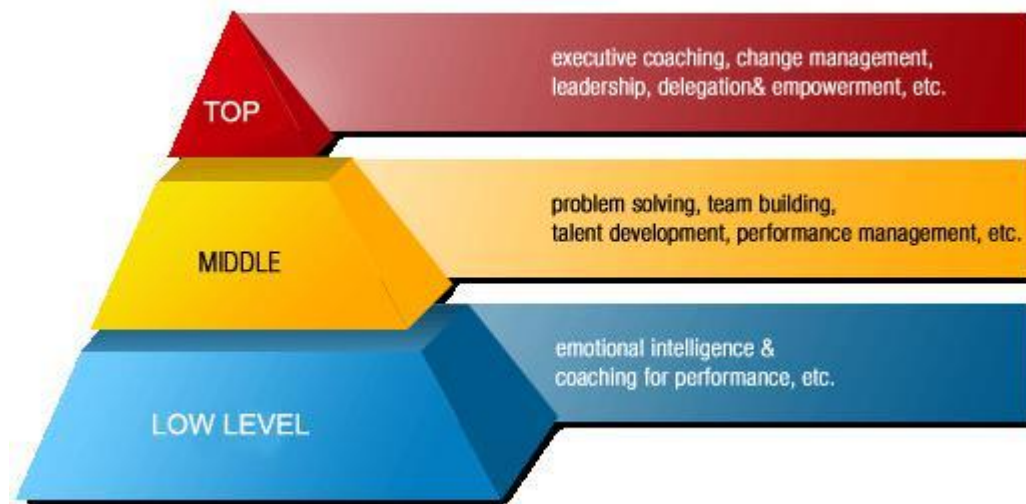 TOP
executive coaching, change management,
leadership, delegation& empowerment, etc.
MIDDLE
problem solving, team building,
talent development, performance management, etc.
LOW LEVEL
emotional intelligence &
coaching for performance, etc.